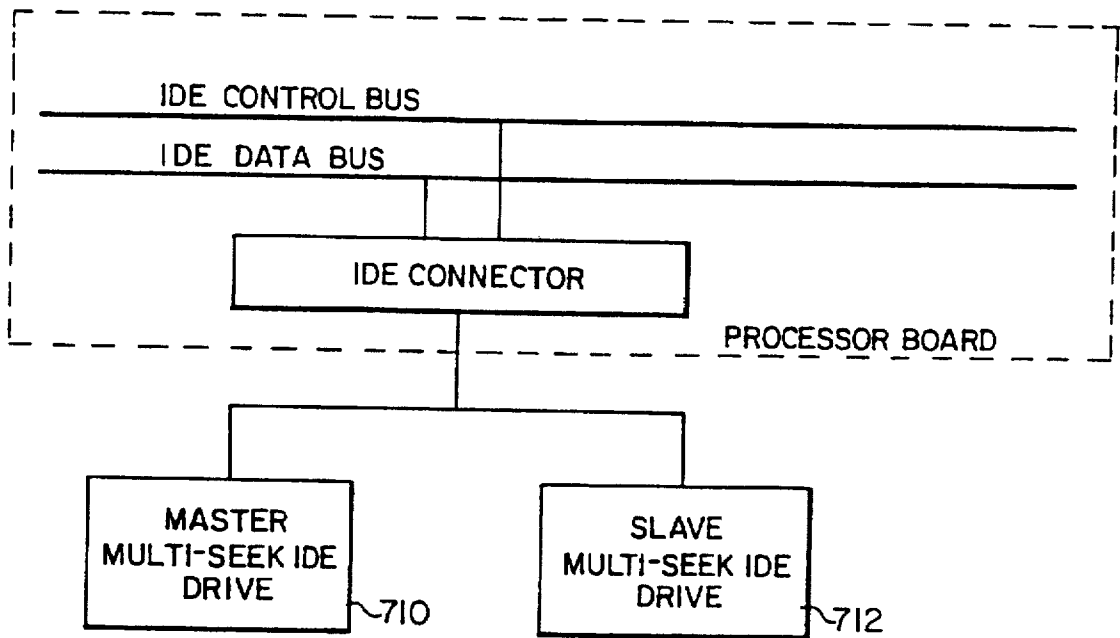 IDE CONTROL BUS
IDE DATA BUS
IDE CONNECTOR
PROCESSOR BOARD
MASTER
MULTI-SEEK IDE
DRIVE
710
SLAVE
MULTI-SEEK IDE
DRIVE
712